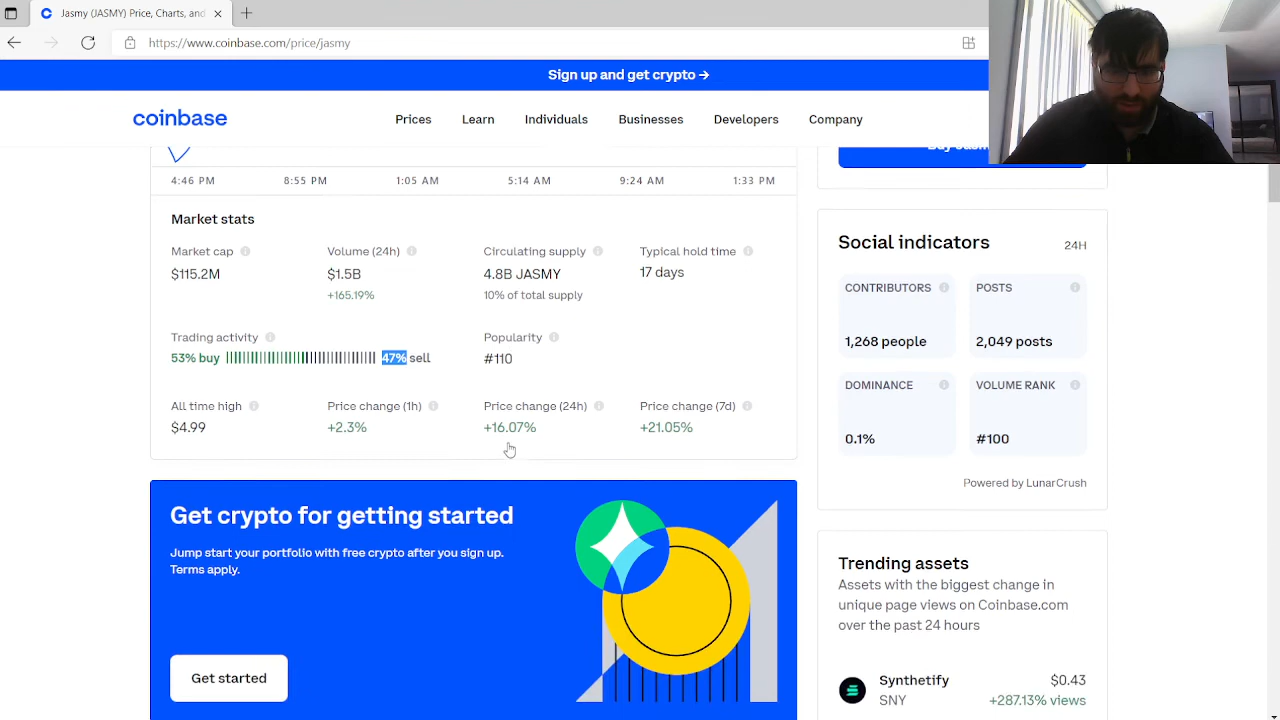 Jasmy (JASMY) Price, Charts, and
https://www.coinbase.com/price/jasmy
Sign up and get crypto →
coinbase
Prices
Learn
Individuals
Businesses
Developers
Company
4:46 PM
8:55 PM
1:05 AM
5:14 AM
9:24 AM
1:33 PM
Market stats
Market cap
Volume (24h)
Circulating supply
Typical hold time
$115.2M
$1.5B
4.8B JASMY
17 days
+165.19%
10% of total supply
Trading activity
Popularity
53% buy
47% sell
#110
All time high
Price change (1h)
Price change (24h)
Price change (7d)
$4.99
+2.3%
+16.07%
+21.05%
Get crypto for getting started
Jump start your portfolio with free crypto after you sign up.
Terms apply.
Get started
Social indicators
24H
CONTRIBUTORS
POSTS
1,268 people
2,049 posts
DOMINANCE
VOLUME RANK
0.1%
#100
Powered by LunarCrush
Trending assets
Assets with the biggest change in
unique page views on Coinbase.com
over the past 24 hours
Synthetify
$0.43
SNY
+287.13% views